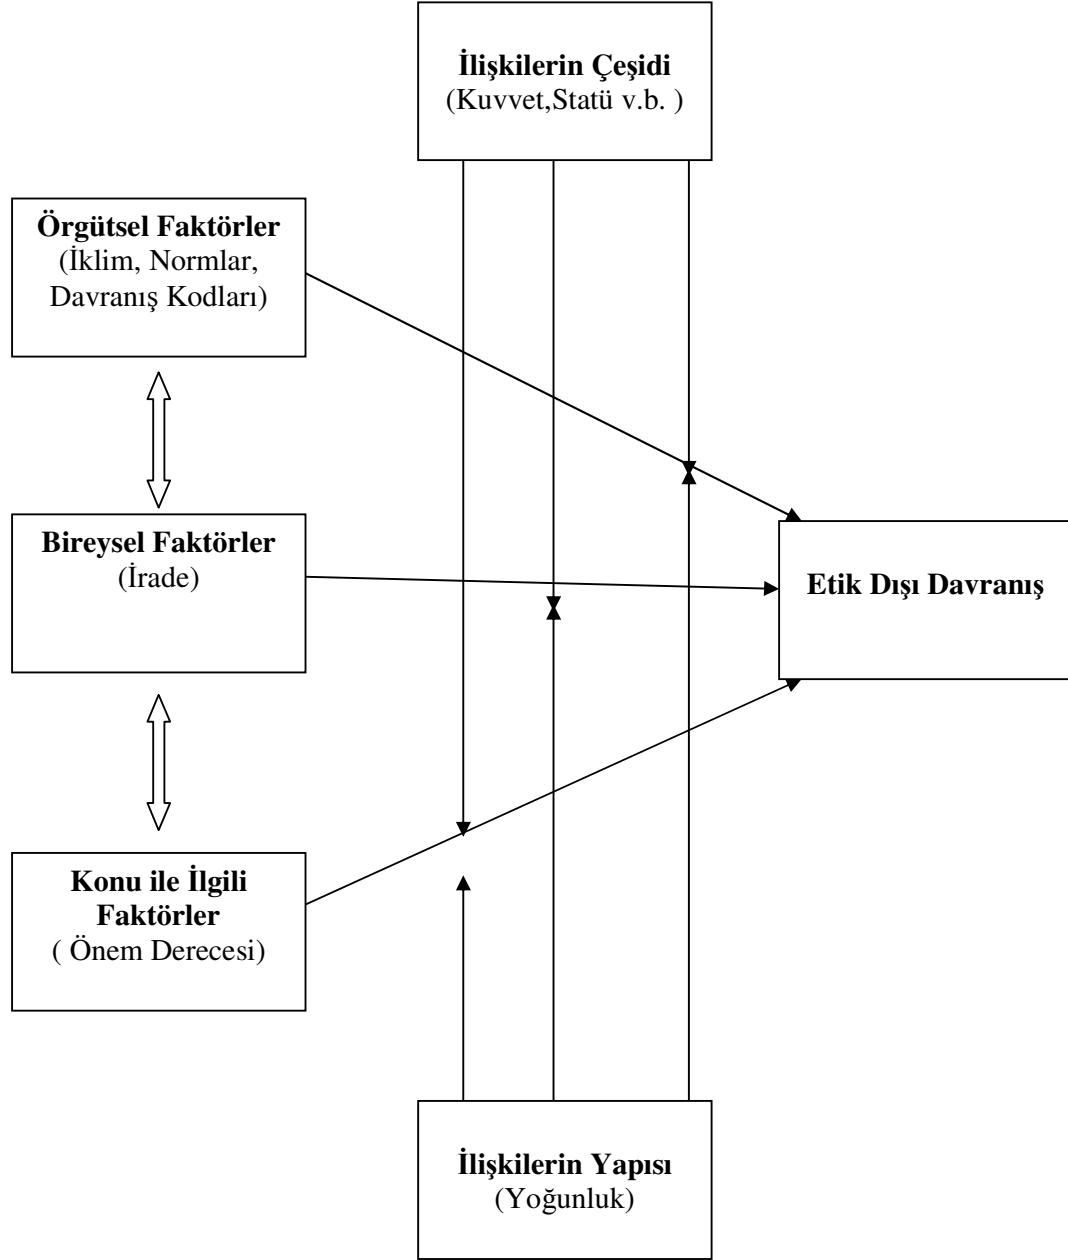 İlişkilerin Çeşidi
(Kuvvet,Statü v.b. )
Örgütsel Faktörler
(İklim, Normlar,
Davranış Kodları)
Bireysel Faktörler
(İrade)
Etik Dışı Davranış
Konu ile İlgili
Faktörler
( Önem Derecesi)
İlişkilerin Yapısı
(Yoğunluk)